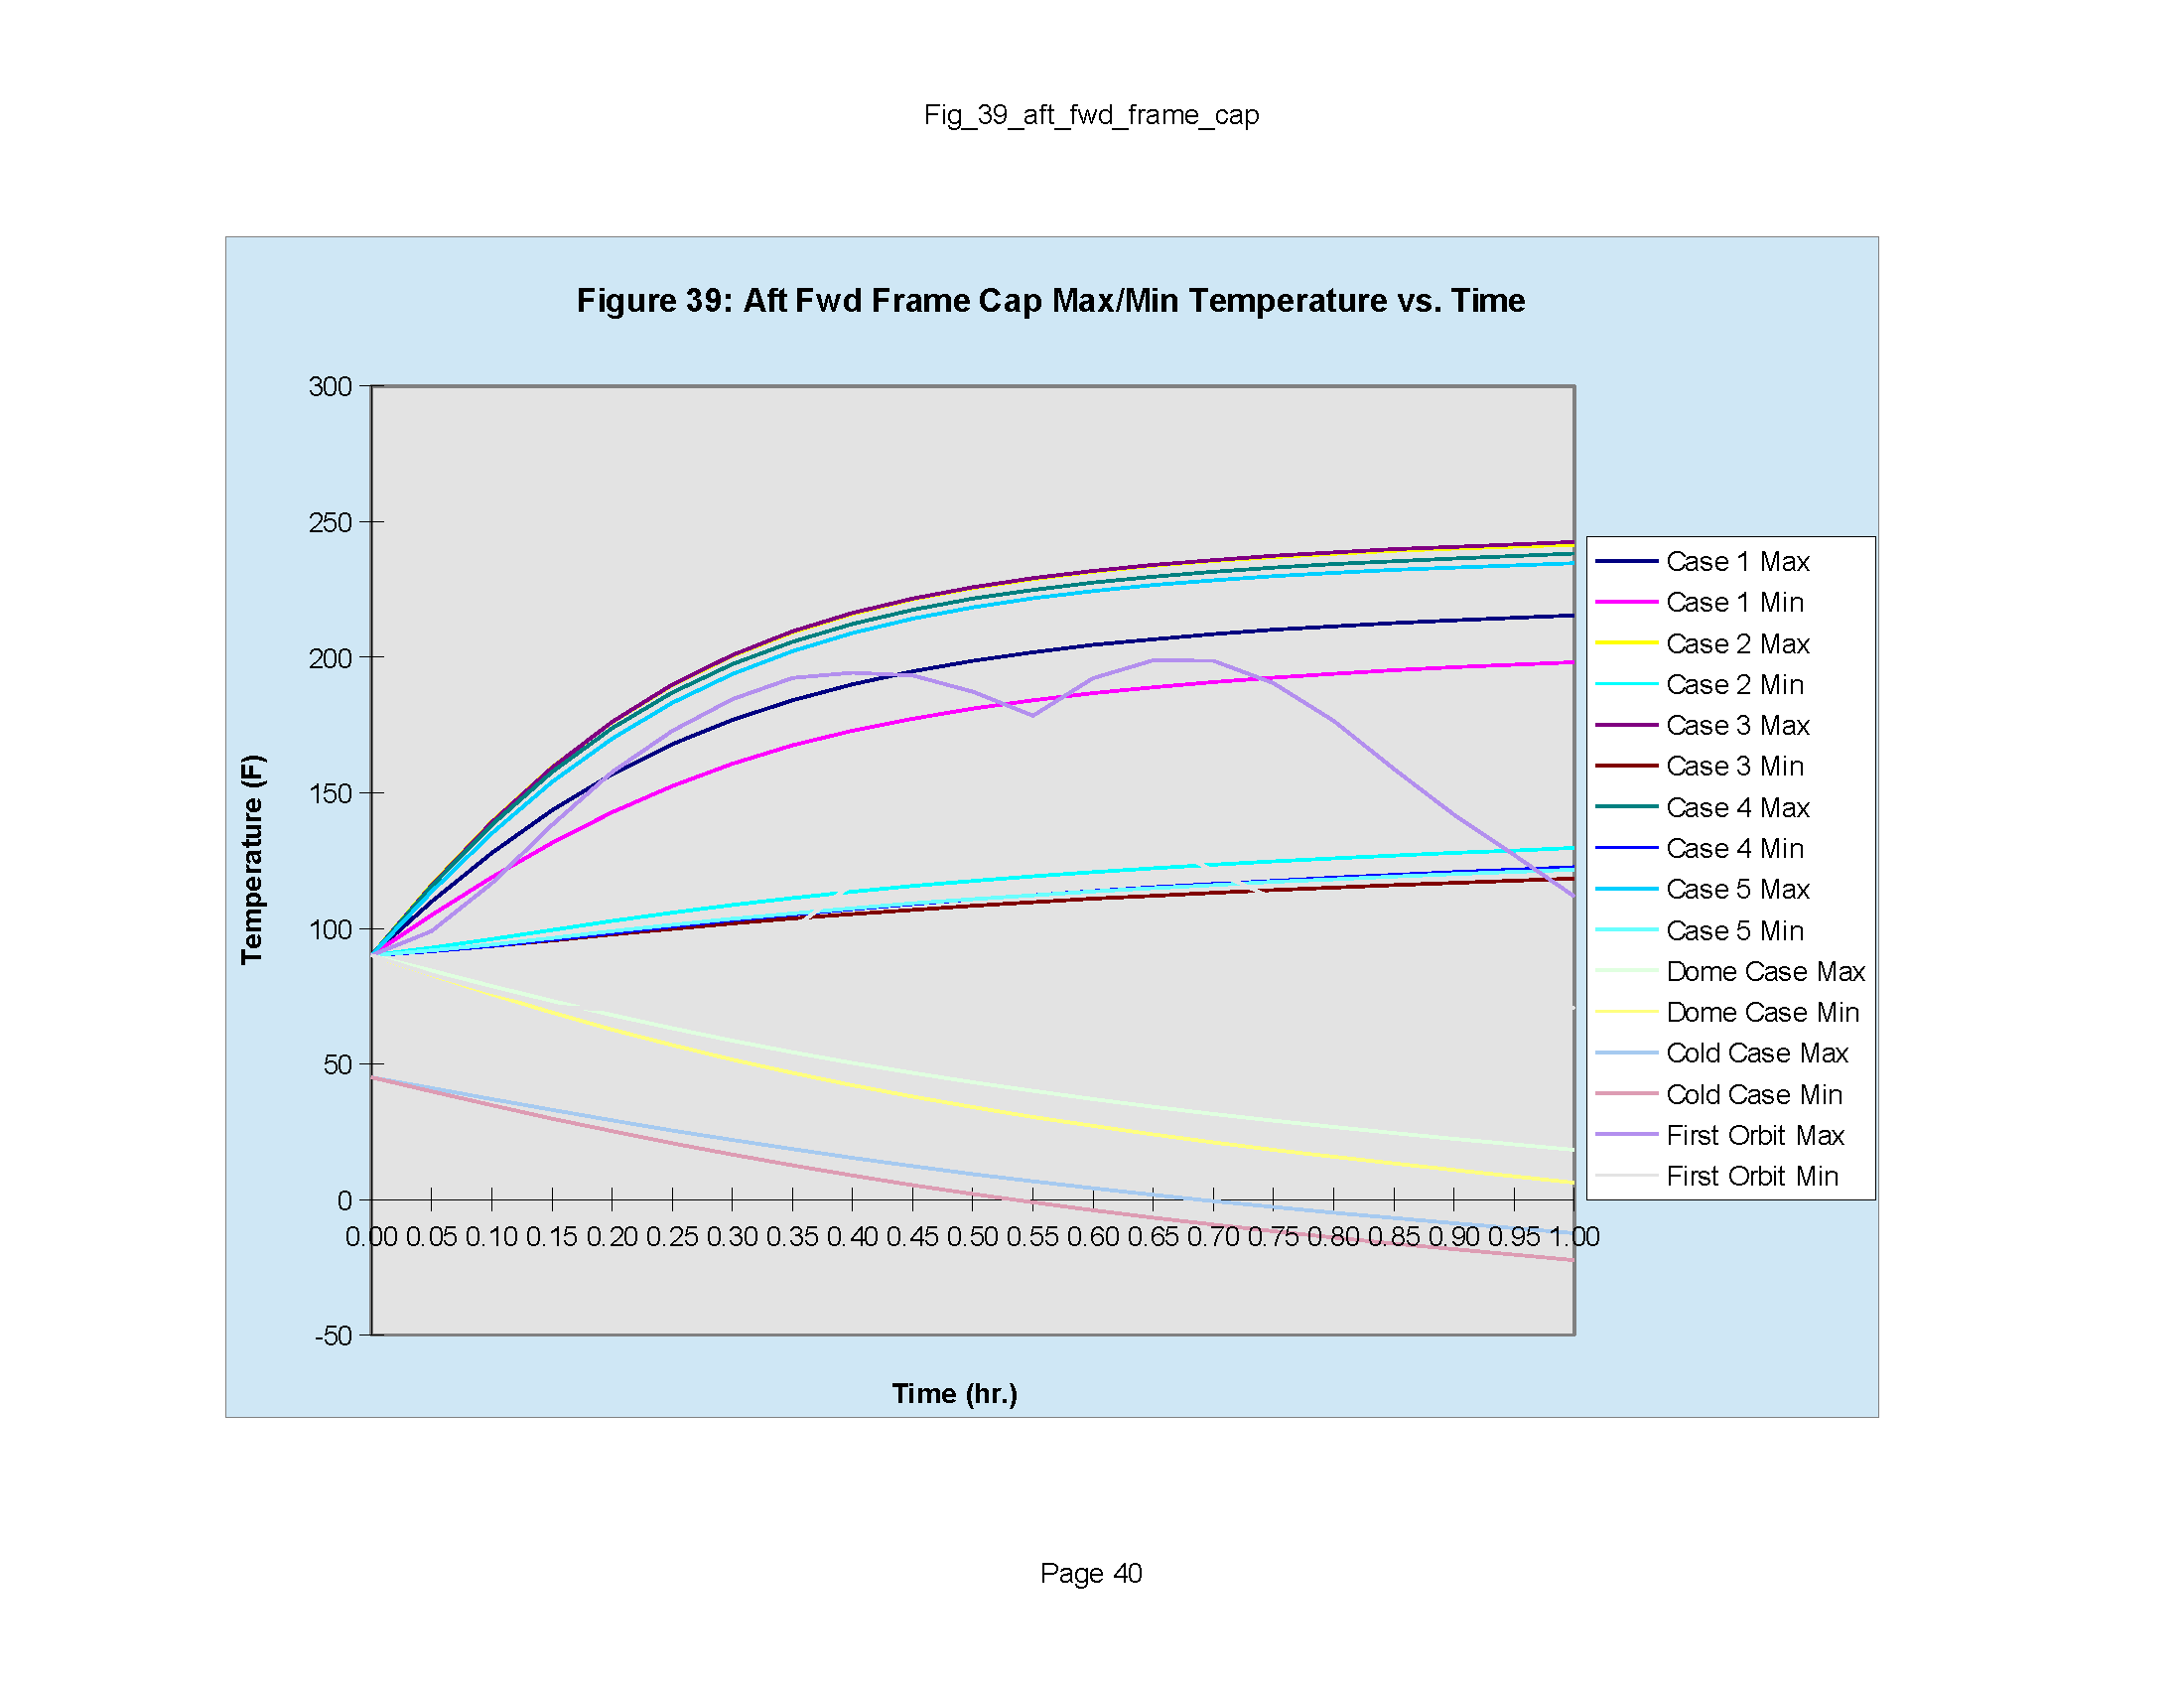 Fig_39_aft_fwd_frame_cap
Figure 39: Aft Fwd Frame Cap Max/Min Temperature vs. Time
300
250
200
150
100
50
0
-50
Temperature (F)
0.00 0.05 0.10 0.15 0.20 0.25 0.30 0.35 0.40 0.45 0.50 0.55 0.60 0.65 0.70 0.75 0.80 0.85 0.90 0.95 1.00
Time (hr.)
Case 1 Max
Case 1 Min
Case 2 Max
Case 2 Min
Case 3 Max
Case 3 Min
Case 4 Max
Case 4 Min
Case 5 Max
Case 5 Min
Dome Case Max
Dome Case Min
Cold Case Max
Cold Case Min
First Orbit Max
First Orbit Min
Page 40